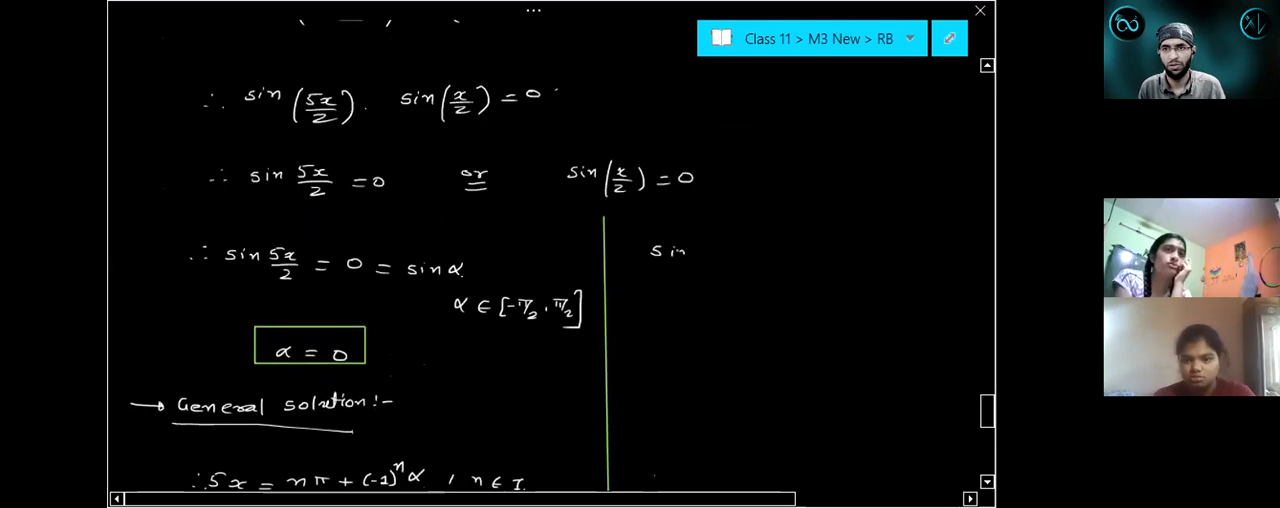 Class 11 > M3 New > RB
∴ sin (5x/2) . sin (x/2) = 0
∴ sin 5x/2 = 0 or sin (x/2) = 0
∴ sin 5x/2 = 0 = sin α
sin
α ∈ [-π/2 , π/2]
α = 0
→ General solution :-
∴ 5x = nπ + (-1)^n α , n ∈ I